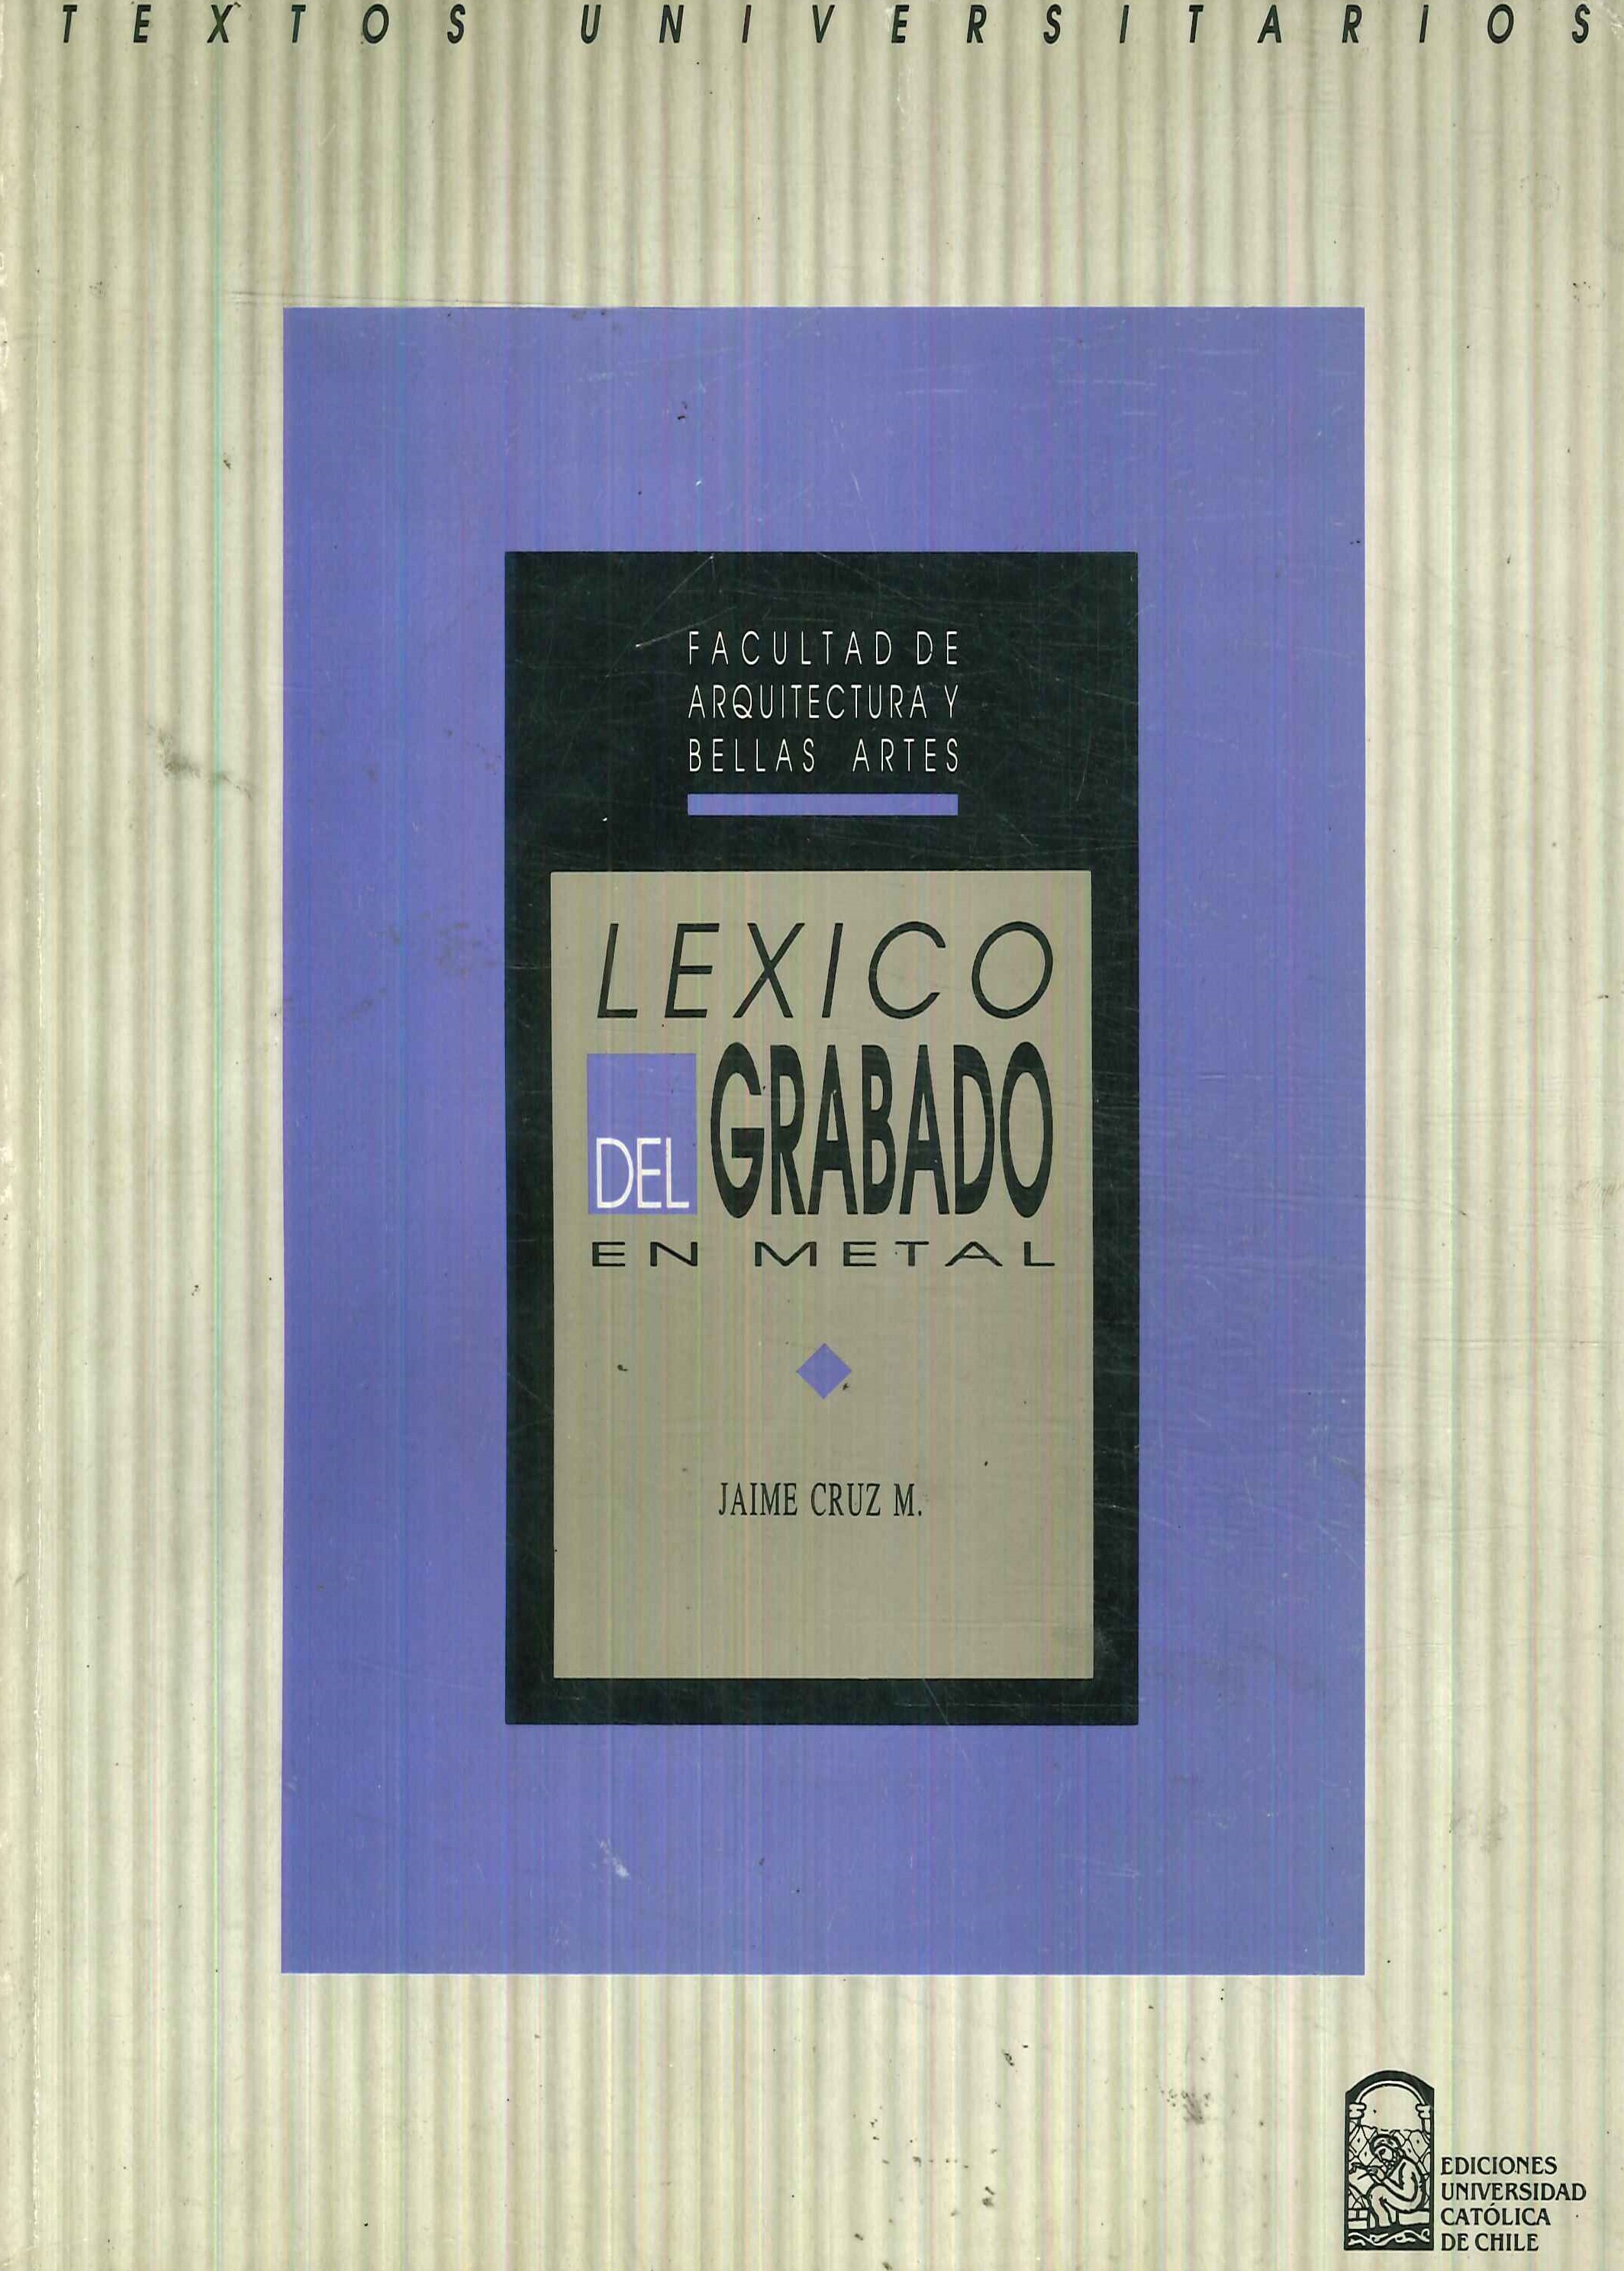 TEXTOS UNIVERSITARIOS
FACULTAD DE
ARQUITECTURA Y
BELLAS ARTES
LEXICO
DEL GRABADO
EN METAL
JAIME CRUZ M.
EDICIONES
UNIVERSIDAD
CATÓLICA
DE CHILE